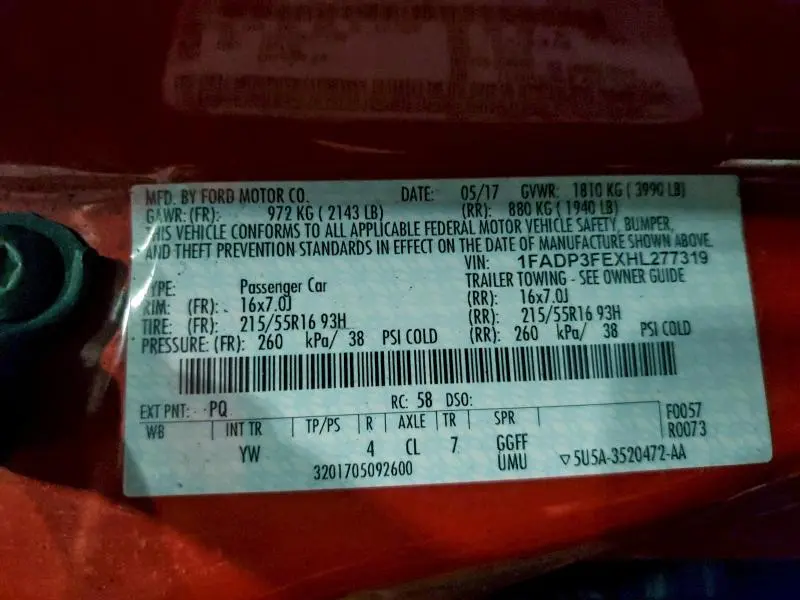 MFD. BY FORD MOTOR CO. DATE: 05/17 GVWR: 1810 KG ( 3990 LB)
GAWR: (FR): 972 KG ( 2143 LB) (RR): 880 KG ( 1940 LB)
THIS VEHICLE CONFORMS TO ALL APPLICABLE FEDERAL MOTOR VEHICLE SAFETY, BUMPER,
AND THEFT PREVENTION STANDARDS IN EFFECT ON THE DATE OF MANUFACTURE SHOWN ABOVE.
VIN: 1FADP3FEXHL277319
TYPE: Passenger Car TRAILER TOWING - SEE OWNER GUIDE
RIM: (FR): 16x7.0J (RR): 16x7.0J
TIRE: (FR): 215/55R16 93H (RR): 215/55R16 93H
PRESSURE: (FR): 260 kPa/ 38 PSI COLD (RR): 260 kPa/ 38 PSI COLD
EXT PNT: PQ RC: 58 DSO: F0057
WB INT TR TP/PS R AXLE TR SPR R0073
YW 4 CL 7 GGFF
3201705092600 UMU ▽5U5A-3520472-AA